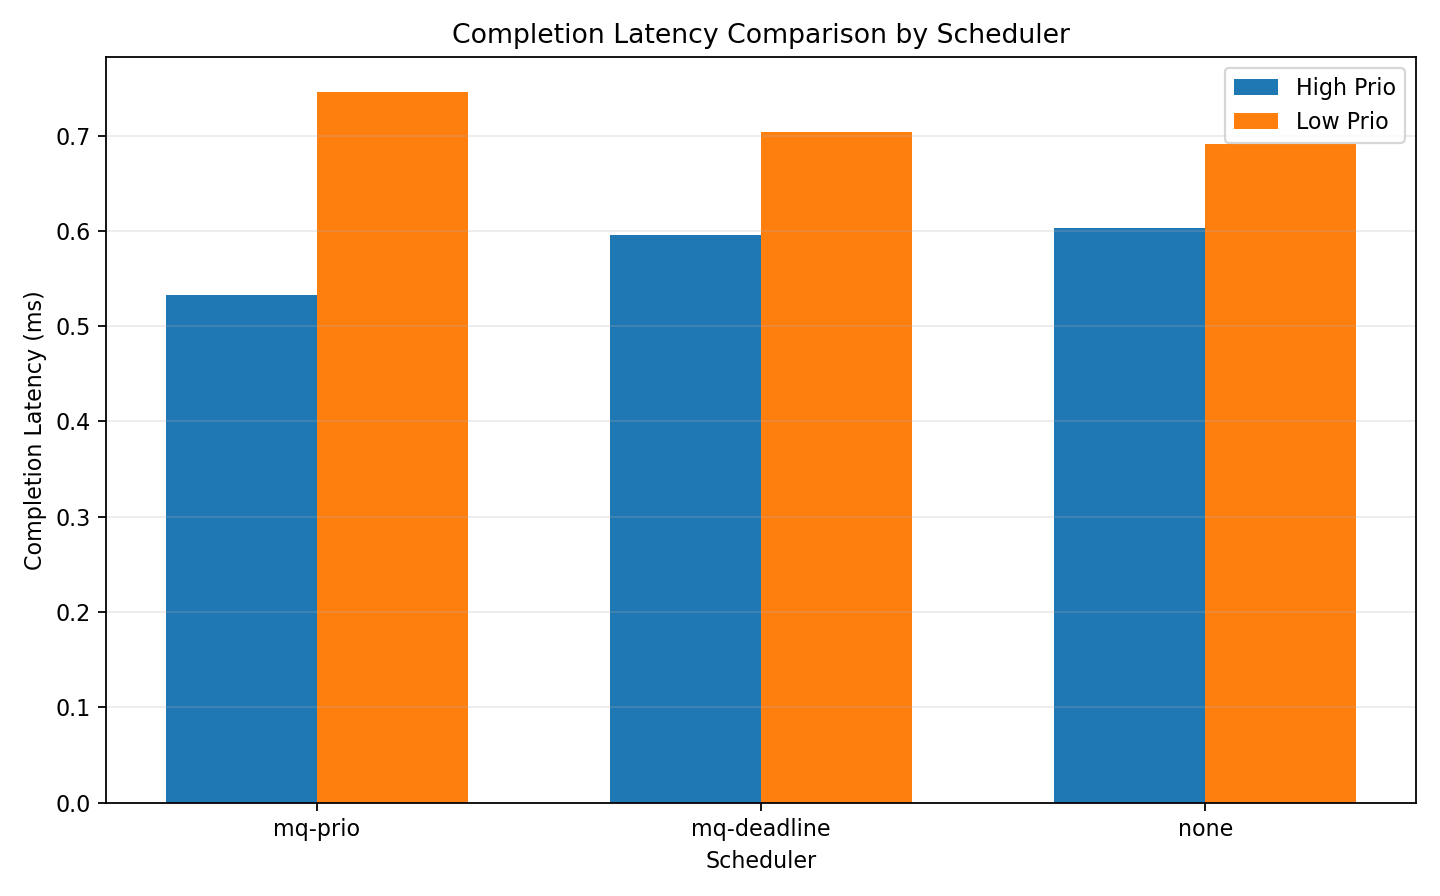 Completion Latency Comparison by Scheduler
High Prio
Low Prio
Completion Latency (ms)
0.7
0.6
0.5
0.4
0.3
0.2
0.1
0.0
mq-prio
mq-deadline
none
Scheduler